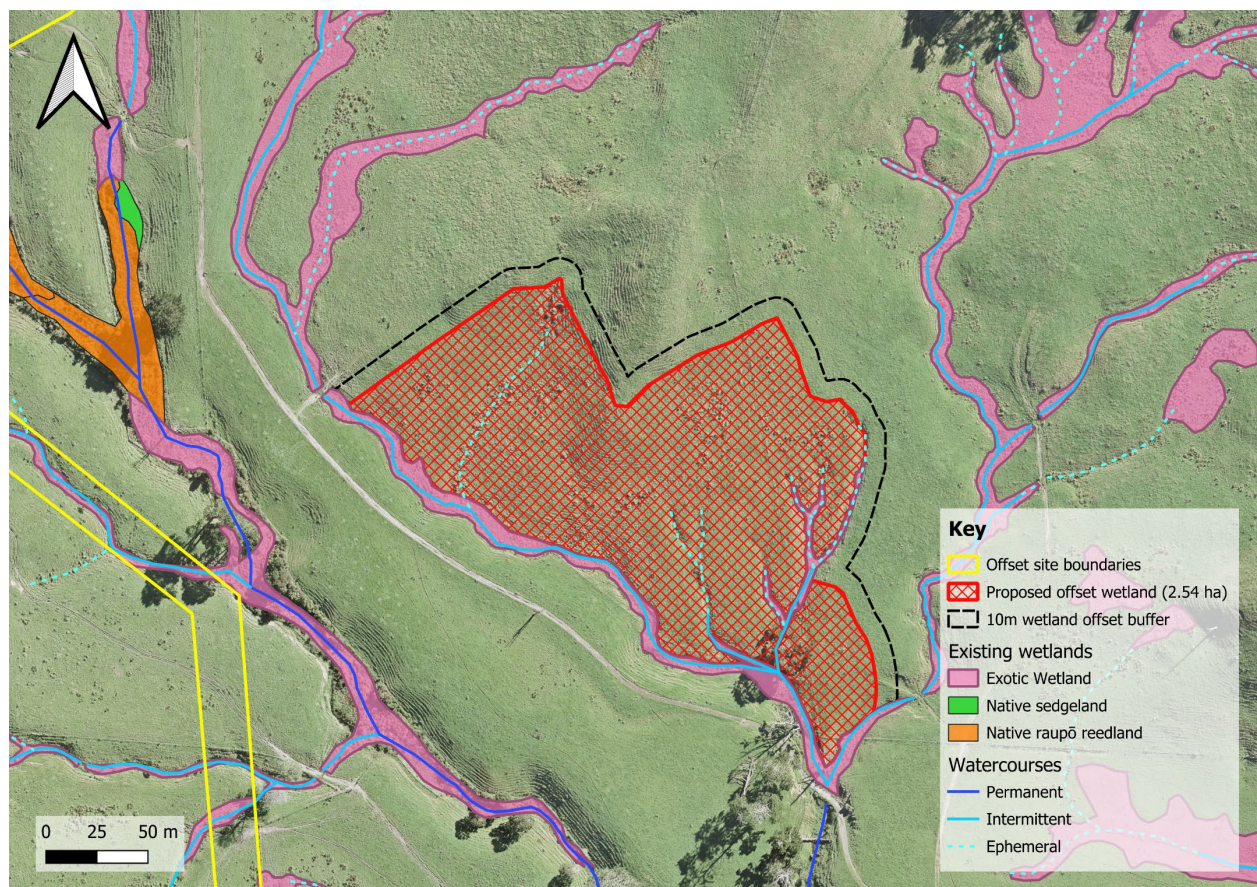 Key
Offset site boundaries
Proposed offset wetland (2.54 ha)
10m wetland offset buffer
Existing wetlands
Exotic Wetland
Native sedgeland
Native raupō reedland
Watercourses
Permanent
Intermittent
Ephemeral
0 25 50 m